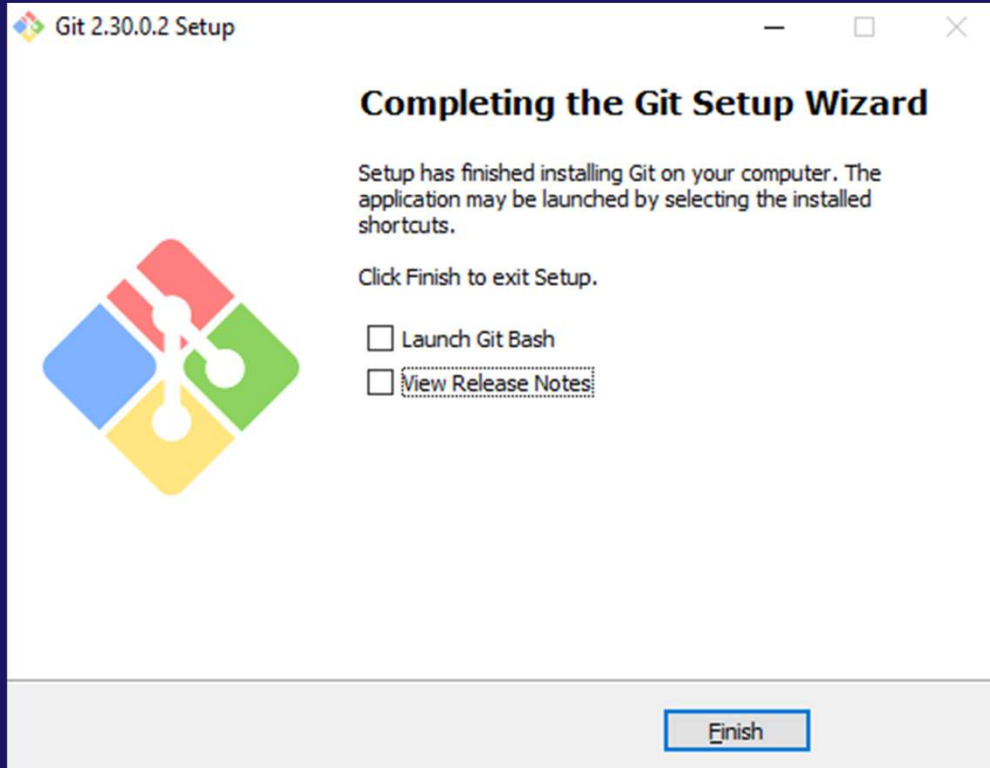 Git 2.30.0.2 Setup
Completing the Git Setup Wizard
Setup has finished installing Git on your computer. The
application may be launched by selecting the installed
shortcuts.
Click Finish to exit Setup.
Launch Git Bash
View Release Notes
Finish